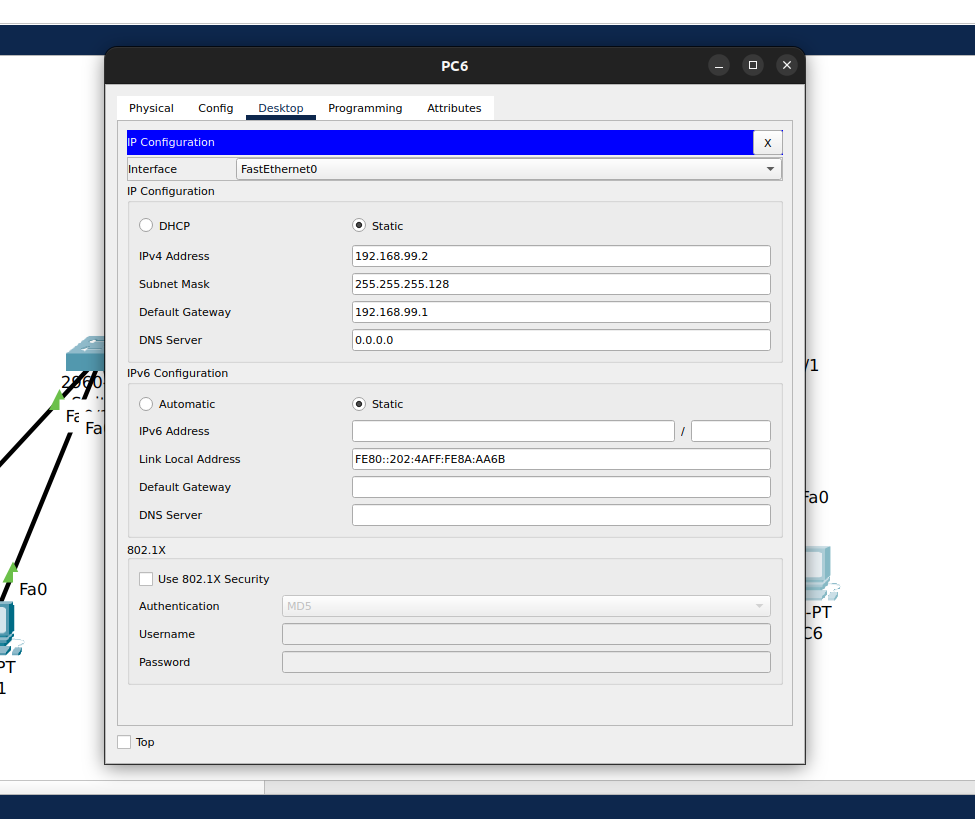 PC6
Physical Config Desktop Programming Attributes
IP Configuration X
Interface FastEthernet0
IP Configuration
DHCP Static
IPv4 Address 192.168.99.2
Subnet Mask 255.255.255.128
Default Gateway 192.168.99.1
DNS Server 0.0.0.0
IPv6 Configuration
Automatic Static
IPv6 Address /
Link Local Address FE80::202:4AFF:FE8A:AA6B
Default Gateway
DNS Server
802.1X
Use 802.1X Security
Authentication MD5
Username
Password
Top
2960-
Fa
Fa0
PT
1
/1
Fa0
-PT
C6